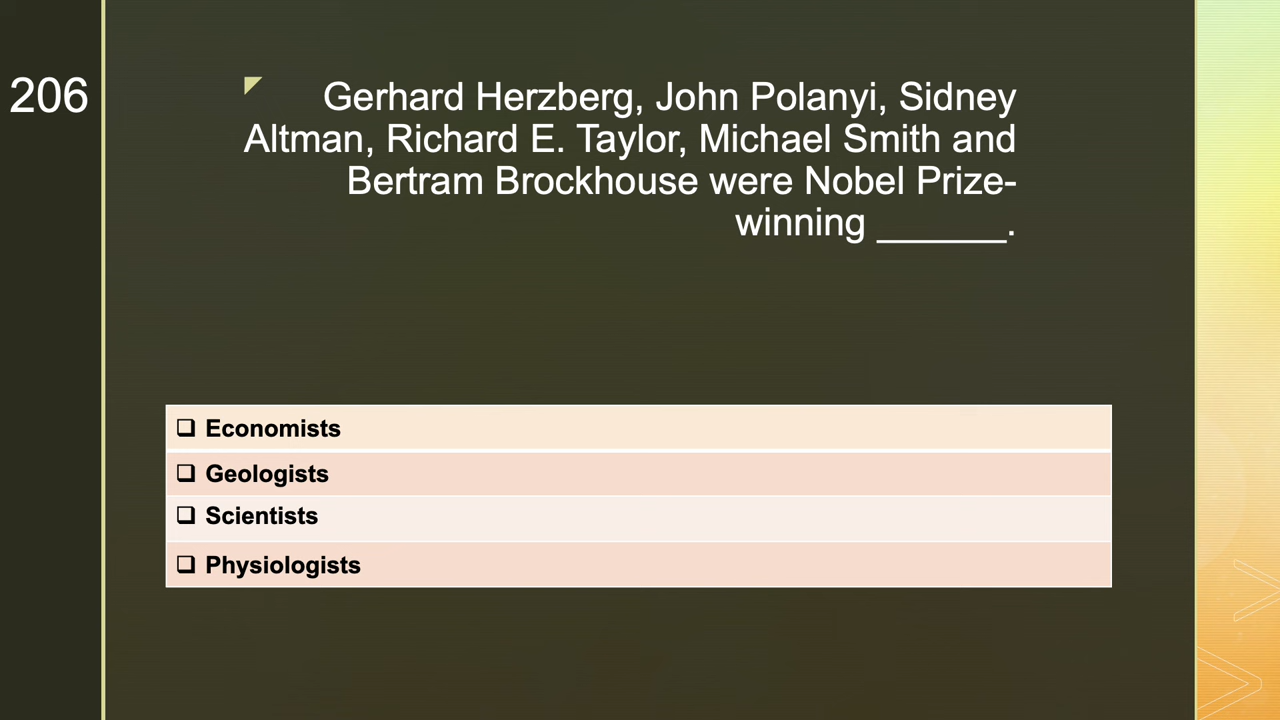 206
Gerhard Herzberg, John Polanyi, Sidney
Altman, Richard E. Taylor, Michael Smith and
Bertram Brockhouse were Nobel Prize-
winning ______.
❑ Economists
❑ Geologists
❑ Scientists
❑ Physiologists